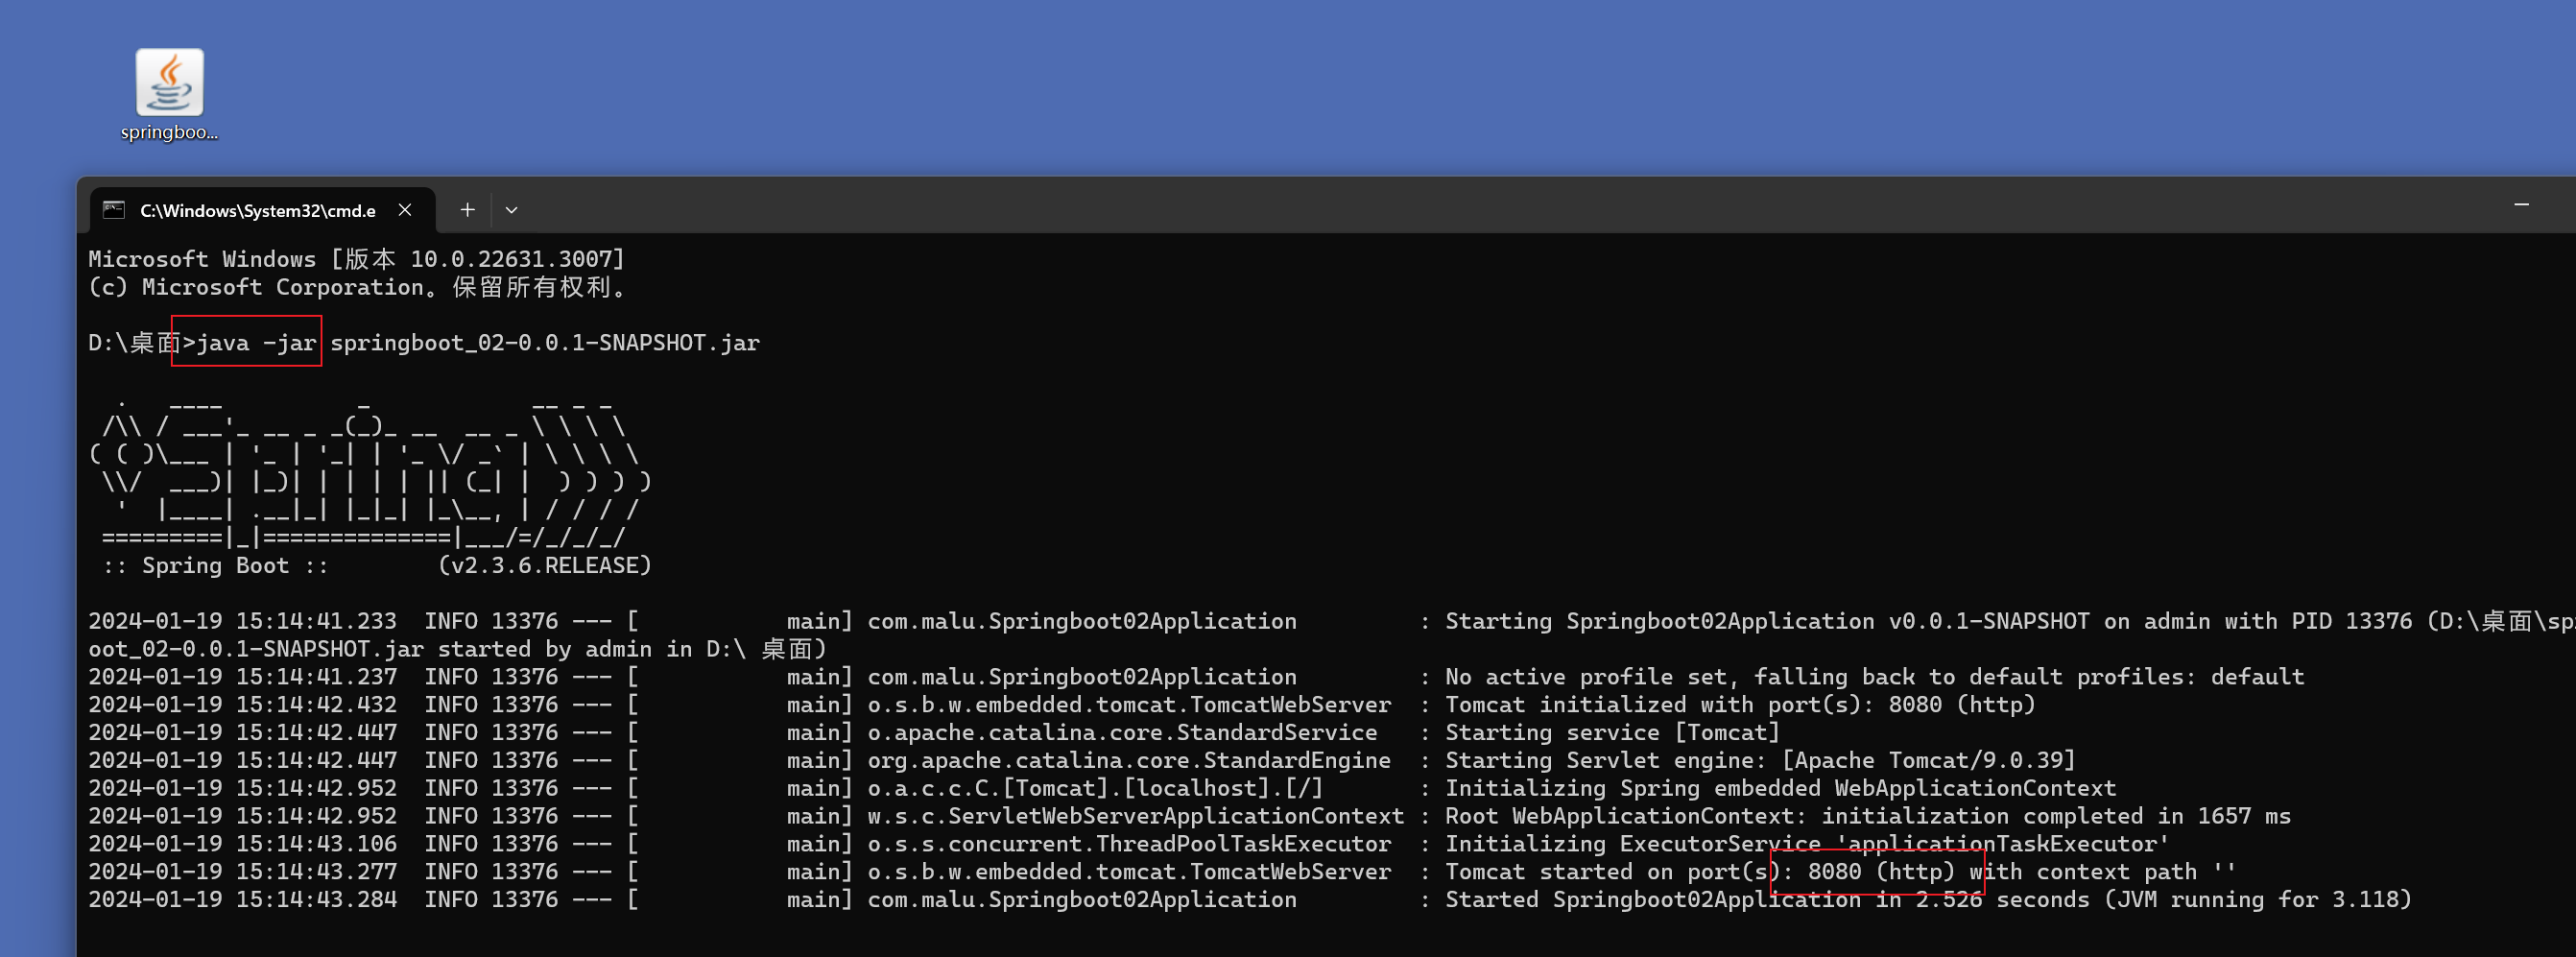 springboo...
C:\Windows\System32\cmd.e
Microsoft Windows [版本 10.0.22631.3007]
(c) Microsoft Corporation。保留所有权利。
D:\桌面>java -jar springboot_02-0.0.1-SNAPSHOT.jar
  .   ____          _            __ _ _
 /\\ / ___'_ __ _ _(_)_ __  __ _ \ \ \ \
( ( )\___ | '_ | '_| | '_ \/ _` | \ \ \ \
 \\/  ___)| |_)| | | | | || (_| |  ) ) ) )
  '  |____| .__|_| |_|_| |_\__, | / / / /
 =========|_|==============|___/=/_/_/_/
 :: Spring Boot ::        (v2.3.6.RELEASE)
2024-01-19 15:14:41.233  INFO 13376 --- [           main] com.malu.Springboot02Application         : Starting Springboot02Application v0.0.1-SNAPSHOT on admin with PID 13376 (D:\桌面\sp
oot_02-0.0.1-SNAPSHOT.jar started by admin in D:\ 桌面)
2024-01-19 15:14:41.237  INFO 13376 --- [           main] com.malu.Springboot02Application         : No active profile set, falling back to default profiles: default
2024-01-19 15:14:42.432  INFO 13376 --- [           main] o.s.b.w.embedded.tomcat.TomcatWebServer  : Tomcat initialized with port(s): 8080 (http)
2024-01-19 15:14:42.447  INFO 13376 --- [           main] o.apache.catalina.core.StandardService   : Starting service [Tomcat]
2024-01-19 15:14:42.447  INFO 13376 --- [           main] org.apache.catalina.core.StandardEngine  : Starting Servlet engine: [Apache Tomcat/9.0.39]
2024-01-19 15:14:42.952  INFO 13376 --- [           main] o.a.c.c.C.[Tomcat].[localhost].[/]       : Initializing Spring embedded WebApplicationContext
2024-01-19 15:14:42.952  INFO 13376 --- [           main] w.s.c.ServletWebServerApplicationContext : Root WebApplicationContext: initialization completed in 1657 ms
2024-01-19 15:14:43.106  INFO 13376 --- [           main] o.s.s.concurrent.ThreadPoolTaskExecutor  : Initializing ExecutorService 'applicationTaskExecutor'
2024-01-19 15:14:43.277  INFO 13376 --- [           main] o.s.b.w.embedded.tomcat.TomcatWebServer  : Tomcat started on port(s): 8080 (http) with context path ''
2024-01-19 15:14:43.284  INFO 13376 --- [           main] com.malu.Springboot02Application         : Started Springboot02Application in 2.526 seconds (JVM running for 3.118)